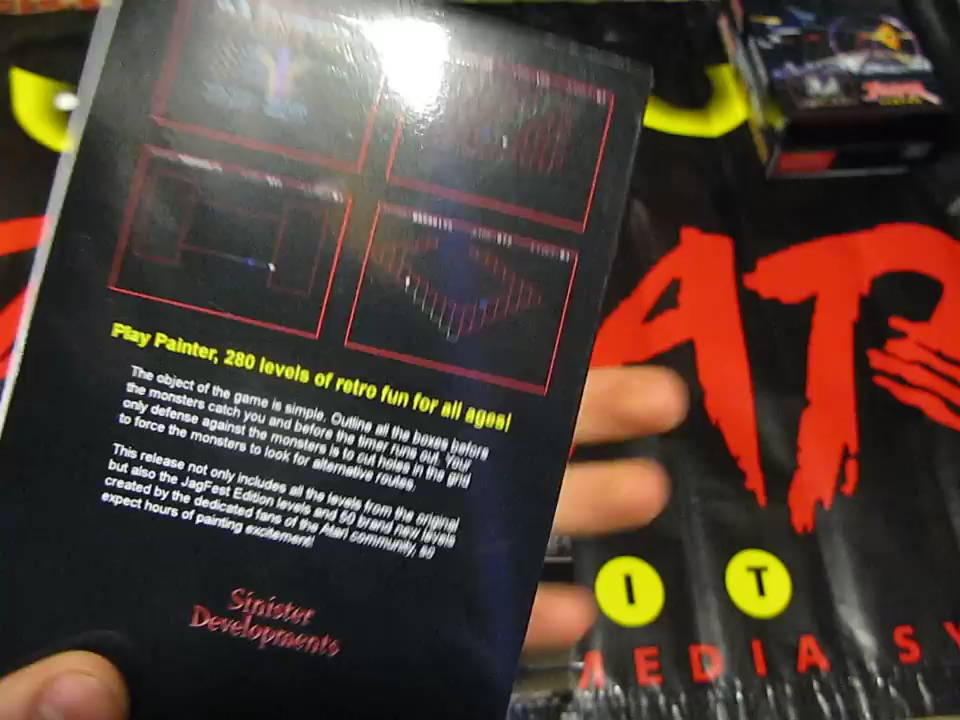 Play Painter, 280 levels of retro fun for all ages!
The object of the game is simple. Outline all the boxes before
the monsters catch you and before the timer runs out. Your
only defense against the monsters is to cut holes in the grid
to force the monsters to look for alternative routes.
This release not only includes all the levels from the original
but also the JagFest Edition levels and 50 brand new levels
created by the dedicated fans of the Atari community, so
expect hours of painting excitement!
Sinister
Developments
I T
MEDIA SY